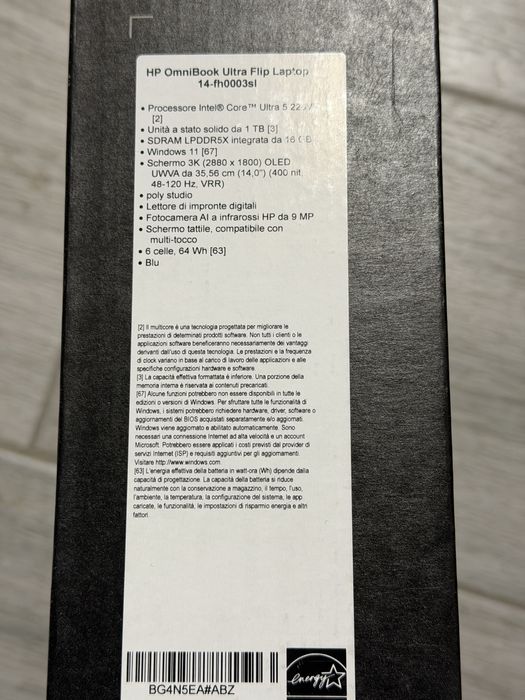 HP OmniBook Ultra Flip Laptop
14-fh0003sl
• Processore Intel® Core™ Ultra 5
[2]
• Unità a stato solido da 1 TB [3]
• SDRAM LPDDR5X integrata da 16 GB
• Windows 11 [67]
• Schermo 3K (2880 x 1800) OLED
UWVA da 35,56 cm (14,0") (400 nit,
48-120 Hz, VRR)
• poly studio
• Lettore di impronte digitali
• Fotocamera AI a infrarossi HP da 9 MP
• Schermo tattile, compatibile con
multi-tocco
• 6 celle, 64 Wh [63]
• Blu
[2] Il multicore è una tecnologia progettata per migliorare le
prestazioni di determinati prodotti software. Non tutti i clienti o le
applicazioni software beneficeranno necessariamente dei vantaggi
derivanti dall'uso di questa tecnologia. Le prestazioni e la frequenza
di clock variano in base al carico di lavoro delle applicazioni e alle
specifiche configurazioni hardware e software.
[3] La capacità effettiva formattata è inferiore. Una porzione della
memoria interna è riservata ai contenuti precaricati.
[67] Alcune funzioni potrebbero non essere disponibili in tutte le
edizioni o versioni di Windows. Per sfruttare tutte le funzionalità di
Windows, i sistemi potrebbero richiedere hardware, driver, software o
aggiornamenti del BIOS acquistati separatamente e/o aggiornati.
Windows viene aggiornato e abilitato automaticamente. Sono
necessari una connessione Internet ad alta velocità e un account
Microsoft. Potrebbero essere applicati i costi previsti dal provider di
servizi Internet (ISP) e requisiti aggiuntivi per gli aggiornamenti.
Visitare http://www.windows.com.
[63] L'energia effettiva della batteria in watt-ora (Wh) dipende dalla
capacità di progettazione. La capacità della batteria si riduce
naturalmente con la conservazione a magazzino, il tempo, l'uso,
l'ambiente, la temperatura, la configurazione del sistema, le app
caricate, le funzionalità, le impostazioni di risparmio energia e altri
fattori.
BG4N5EA#ABZ
energy